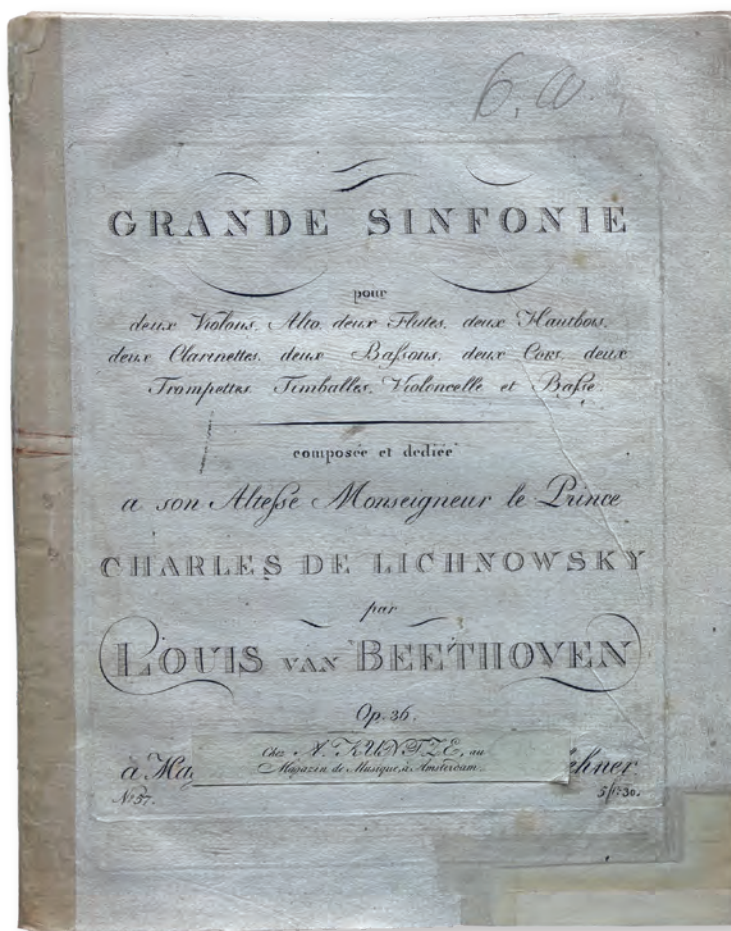 6,
GRANDE SINFONIE
pour
deux Violons, Alto, deux Flutes, deux Hautbois,
deux Clarinettes, deux Baſsons, deux Cors, deux
Trompettes, Timballes, Violoncelle et Baſse.
composée et dediée
a son Alteſse Monseigneur le Prince
CHARLES DE LICHNOWSKY
par
LOUIS VAN BEETHOVEN
Op. 36.
Chez A. KUNTZE, au
Magazin de Musique, à Amsterdam.
a
No. 57.